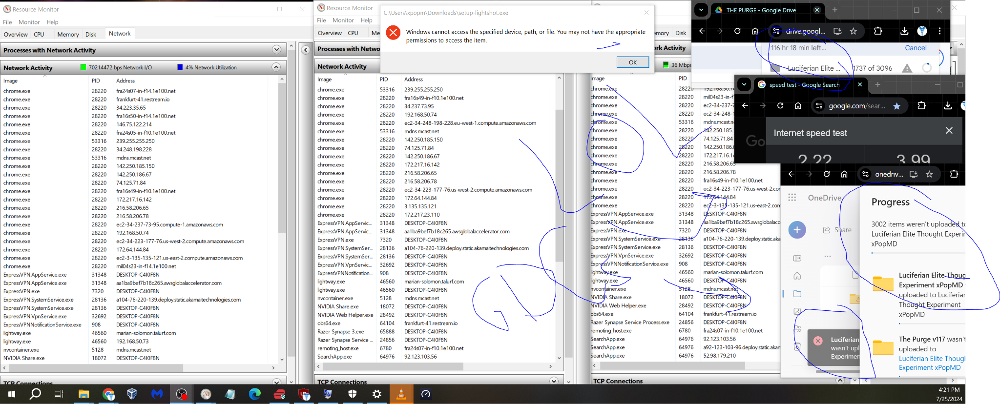 Resource Monitor
File Monitor Help
Overview CPU Memory Disk Network
Processes with Network Activity
Network Activity 70214472 bps Network I/O 4% Network Utilization
Image PID Address
chrome.exe 28220 fra24s07-in-f14.1e100.net
chrome.exe 28220 frankfurt-41.restream.io
chrome.exe 28220 34.223.35.65
chrome.exe 28220 fra16s50-in-f14.1e100.net
chrome.exe 28220 146.75.122.214
chrome.exe 28220 fra24s05-in-f10.1e100.net
chrome.exe 53316 239.255.255.250
chrome.exe 28220 34.248.198.228
chrome.exe 53316 mdns.mcast.net
chrome.exe 28220 142.250.185.150
chrome.exe 28220 142.250.186.67
chrome.exe 28220 74.125.71.84
chrome.exe 28220 fra16s49-in-f10.1e100.net
chrome.exe 28220 172.217.16.142
chrome.exe 28220 216.58.206.65
chrome.exe 28220 216.58.206.78
chrome.exe 28220 ec2-34-237-73-95.compute-1.amazonaws.com
chrome.exe 28220 192.168.50.74
chrome.exe 28220 ec2-34-223-177-76.us-west-2.compute.amazonaws.com
chrome.exe 28220 172.64.144.84
chrome.exe 28220 ec2-3-135-135-121.us-east-2.compute.amazonaws.com
chrome.exe 28220 mil04s23-in-f14.1e100.net
ExpressVPN.AppService.exe 31348 DESKTOP-C4I0F8N
ExpressVPN.AppService.exe 31348 aa1ba9bef7b18c265.awsglobalaccelerator.com
ExpressVPN.exe 7320 DESKTOP-C4I0F8N
ExpressVPN.SystemService.exe 28136 a104-76-220-139.deploy.static.akamaitechnologies.com
ExpressVPN.SystemService.exe 28136 DESKTOP-C4I0F8N
ExpressVPN.VpnService.exe 32692 DESKTOP-C4I0F8N
ExpressVPNNotificationService.exe 908 DESKTOP-C4I0F8N
lightway.exe 46560 marian-solomon.talurf.com
lightway.exe 46560 192.168.50.73
nvcontainer.exe 5128 mdns.mcast.net
NVIDIA Share.exe 18072 DESKTOP-C4I0F8N
TCP Connections
Resource Monitor
File Monitor Help
Overview CPU Me
Processes with Netwo
Network Activity
Image PID Address
chrome.exe 53316 239.255.255.250
chrome.exe 28220 fra16s49-in-f10.1e100.net
chrome.exe 28220 34.237.73.95
chrome.exe 28220 192.168.50.74
chrome.exe 28220 ec2-34-248-198-228.eu-west-1.compute.amazonaws.com
chrome.exe 53316 mdns.mcast.net
chrome.exe 28220 142.250.185.150
chrome.exe 28220 74.125.71.84
chrome.exe 28220 142.250.186.67
chrome.exe 28220 172.217.16.142
chrome.exe 28220 216.58.206.65
chrome.exe 28220 216.58.206.78
chrome.exe 28220 ec2-34-223-177-76.us-west-2.compute.amazonaws.com
chrome.exe 28220 172.64.144.84
chrome.exe 28220 3.135.135.121
chrome.exe 28220 172.217.23.110
ExpressVPN.AppServic... 31348 DESKTOP-C4I0F8N
ExpressVPN.AppServic... 31348 aa1ba9bef7b18c265.awsglobalaccelerator.com
ExpressVPN.exe 7320 DESKTOP-C4I0F8N
ExpressVPN.SystemSer... 28136 a104-76-220-139.deploy.static.akamaitechnologies.com
ExpressVPN.SystemSer... 28136 DESKTOP-C4I0F8N
ExpressVPN.VpnServic... 32692 DESKTOP-C4I0F8N
ExpressVPNNotification... 908 DESKTOP-C4I0F8N
lightway.exe 46560 marian-solomon.talurf.com
lightway.exe 46560 DESKTOP-C4I0F8N
nvcontainer.exe 5128 mdns.mcast.net
NVIDIA Share.exe 18072 DESKTOP-C4I0F8N
NVIDIA Web Helper.exe 28492 DESKTOP-C4I0F8N
obs64.exe 64104 frankfurt-41.restream.io
Razer Synapse 3.exe 65888 DESKTOP-C4I0F8N
Razer Synapse Service ... 24856 DESKTOP-C4I0F8N
remoting_host.exe 6780 fra24s07-in-f10.1e100.net
SearchApp.exe 64976 92.123.103.56
TCP Connections
C:\Users\xpopm\Downloads\setup-lightshot.exe
Windows cannot access the specified device, path, or file. You may not have the appropriate
permissions to access the item.
OK
Help
emory Disk
rk Activity
36 Mbps
Image PID
chrome.exe 28220 192.168.50.74
chrome.exe 28220 mil04s23-in-f
chrome.exe 28220 ec2-34-237-7
chrome.exe 28220 ec2-34-248-1
chrome.exe 53316 mdns.mcast.n
chrome.exe 28220 142.250.185.
chrome.exe 28220 74.125.71.84
chrome.exe 28220 142.250.186.
chrome.exe 28220 172.217.16.14
chrome.exe 28220 216.58.206.65
chrome.exe 28220 216.58.206.78
chrome.exe 28220 fra16s49-in-f10.1e100.net
chrome.exe 28220 ec2-34-223-177-76.us-west-2.com
chrome.exe 28220 172.64.144.84
chrome.exe 28220 ec2-3-135-135-121.us-east-2.com
ExpressVPN.AppService.exe 31348 DESKTOP-C4I0F8N
ExpressVPN.AppService.exe 31348 aa1ba9bef7b18c265.awsglobalacce
ExpressVPN.exe 7320 DESKTOP-C4I0F8N
ExpressVPN.SystemService.exe 28136 a104-76-220-139.deploy.static.aka
ExpressVPN.SystemService.exe 28136 DESKTOP-C4I0F8N
ExpressVPN.VpnService.exe 32692 DESKTOP-C4I0F8N
ExpressVPNNotificationService.exe 908 DESKTOP-C4I0F8N
lightway.exe 46560 marian-solomon.talurf.com
lightway.exe 46560 DESKTOP-C4I0F8N
nvcontainer.exe 5128 mdns.mcast.net
NVIDIA Share.exe 18072 DESKTOP-C4I0F8N
NVIDIA Web Helper.exe 28492 DESKTOP-C4I0F8N
obs64.exe 64104 frankfurt-41.restream.io
Razer Synapse Service Process.exe 24856 DESKTOP-C4I0F8N
remoting_host.exe 6780 fra24s07-in-f10.1e100.net
SearchApp.exe 64976 92.123.103.56
SearchApp.exe 64976 a92-123-103-96.deploy.static.akam
SearchApp.exe 64976 52.98.179.210
TCP Connections
THE PURGE - Google Drive
drive.googl...
116 hr 18 min left... Cancel
Luciferian Elite ... 1737 of 3096
speed test - Google Search
google.com/sear...
Go
Internet speed test
2.22 3.99
onedriv...
OneDrive
Share
Progress
3002 items weren't uploaded to
Luciferian Elite Thought Experir
xPopMD
Luciferian Elite Thoug
Experiment xPopMD
uploaded to Luciferian
Thought Experiment
xPopMD
The Purge v117 wasn't
uploaded to
Luciferian Elite Though
Experiment xPopMD
Luciferian
wasn't upl
Experimen
4:21 PM
7/25/2024